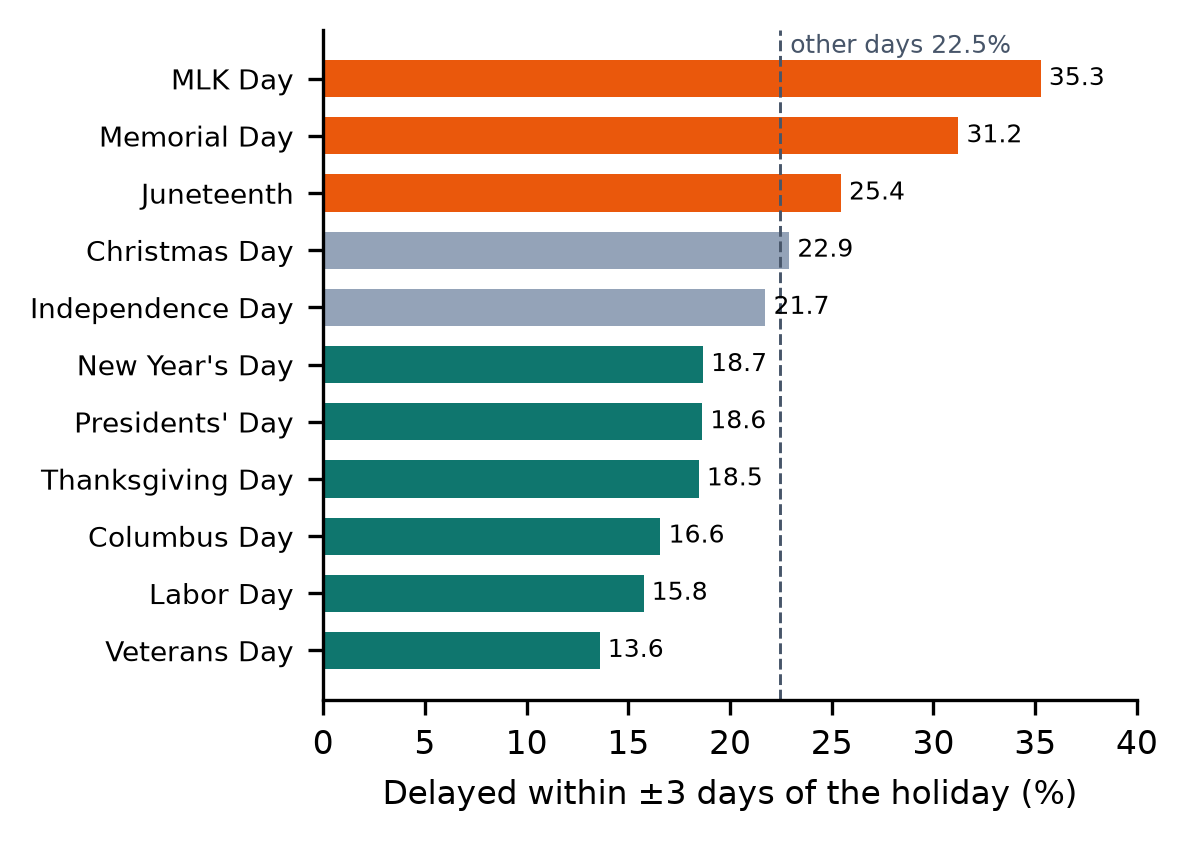 other days 22.5%
MLK Day 35.3
Memorial Day 31.2
Juneteenth 25.4
Christmas Day 22.9
Independence Day 21.7
New Year's Day 18.7
Presidents' Day 18.6
Thanksgiving Day 18.5
Columbus Day 16.6
Labor Day 15.8
Veterans Day 13.6
0 5 10 15 20 25 30 35 40
Delayed within ±3 days of the holiday (%)